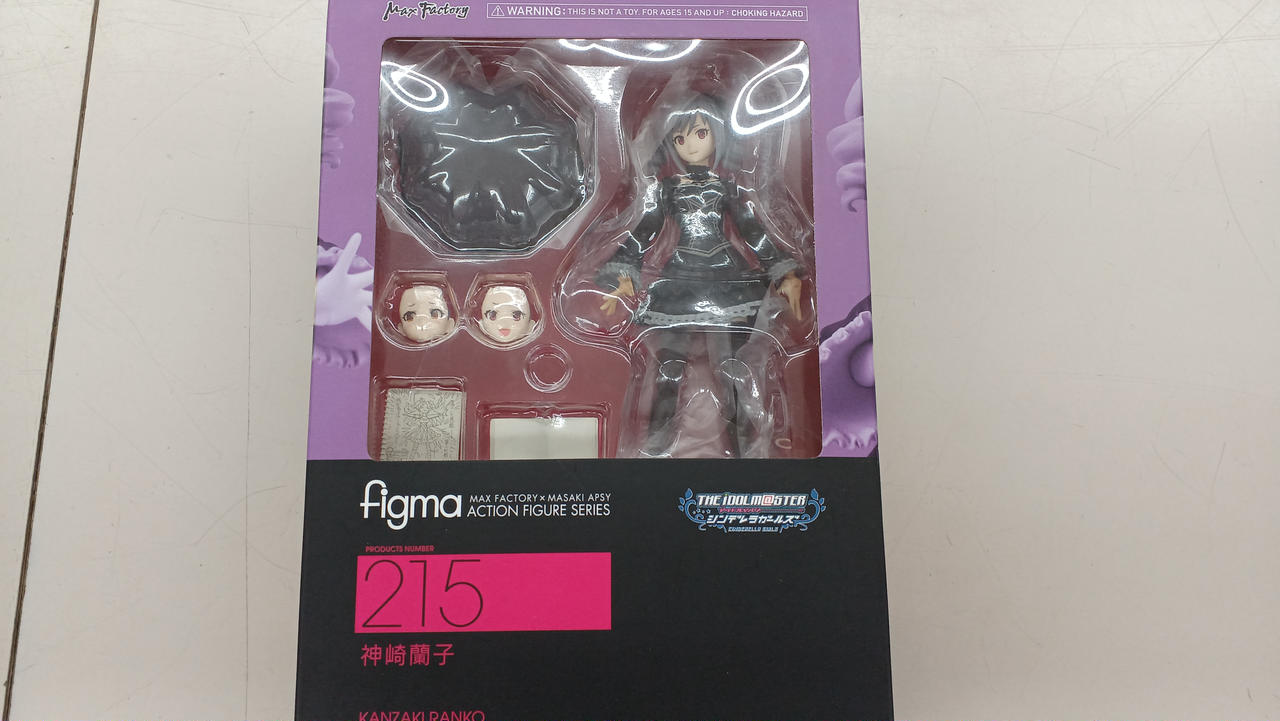 Max Factory
WARNING: THIS IS NOT A TOY. FOR AGES 15 AND UP : CHOKING HAZARD
figma
MAX FACTORY × MASAKI APSY
ACTION FIGURE SERIES
THE iDOLM@STER
シンデレラガールズ
CINDERELLA GIRLS
PRODUCTS NUMBER
215
神崎蘭子
KANZAKI RANKO